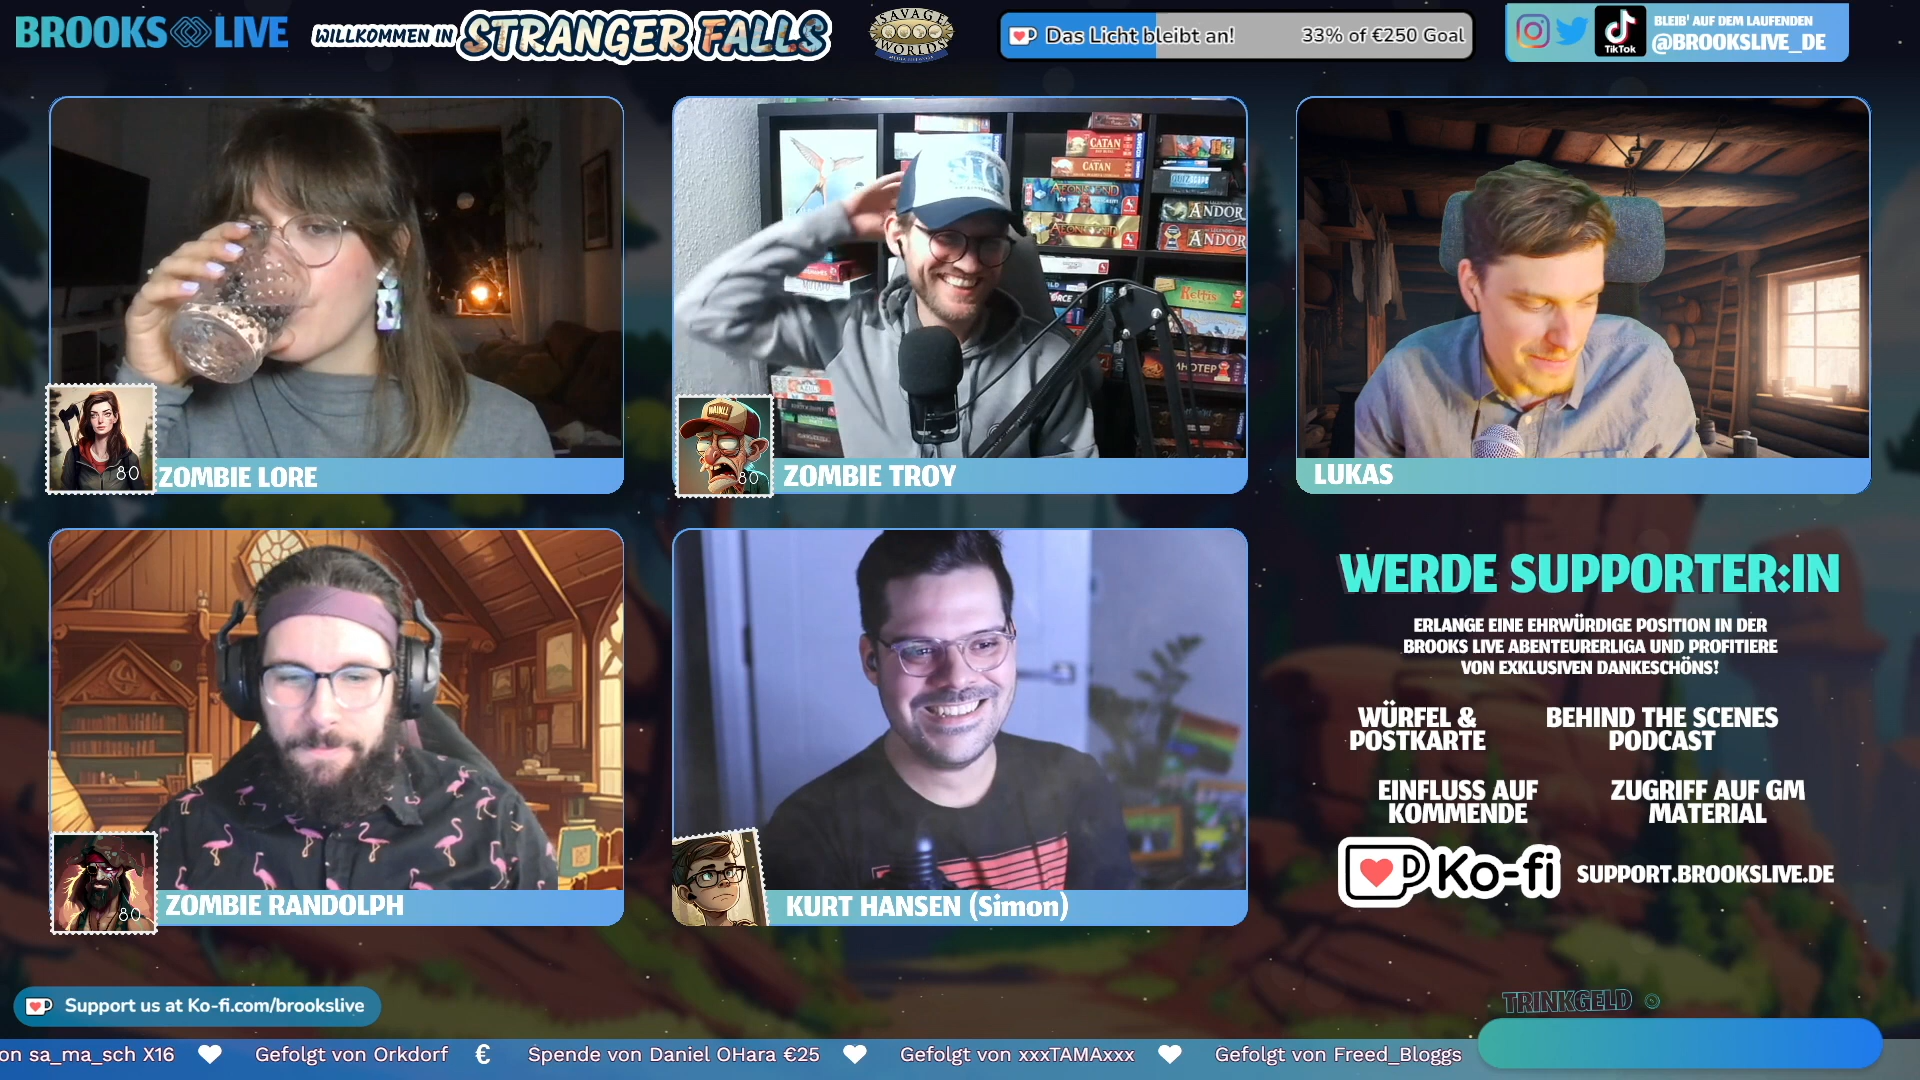 BROOKS LIVE
WILLKOMMEN IN STRANGER FALLS
SAVAGE WORLDS
Das Licht bleibt an! 33% of €250 Goal
TikTok
BLEIB' AUF DEM LAUFENDEN
@BROOKSLIVE_DE
CATAN
CATAN
ANDOR
ANDOR
Keltis
80
ZOMBIE LORE
80
ZOMBIE TROY
LUKAS
80
ZOMBIE RANDOLPH
KURT HANSEN (Simon)
WERDE SUPPORTER:IN
ERLANGE EINE EHRWÜRDIGE POSITION IN DER
BROOKS LIVE ABENTEURERLIGA UND PROFITIERE
VON EXKLUSIVEN DANKESCHÖNS!
WÜRFEL &
POSTKARTE
BEHIND THE SCENES
PODCAST
EINFLUSS AUF
KOMMENDE
ZUGRIFF AUF GM
MATERIAL
Ko-fi SUPPORT.BROOKSLIVE.DE
Support us at Ko-fi.com/brookslive
TRINKGELD
on sa_ma_sch X16 Gefolgt von Orkdorf € Spende von Daniel OHara €25 Gefolgt von xxxTAMAxxx Gefolgt von Freed_Bloggs